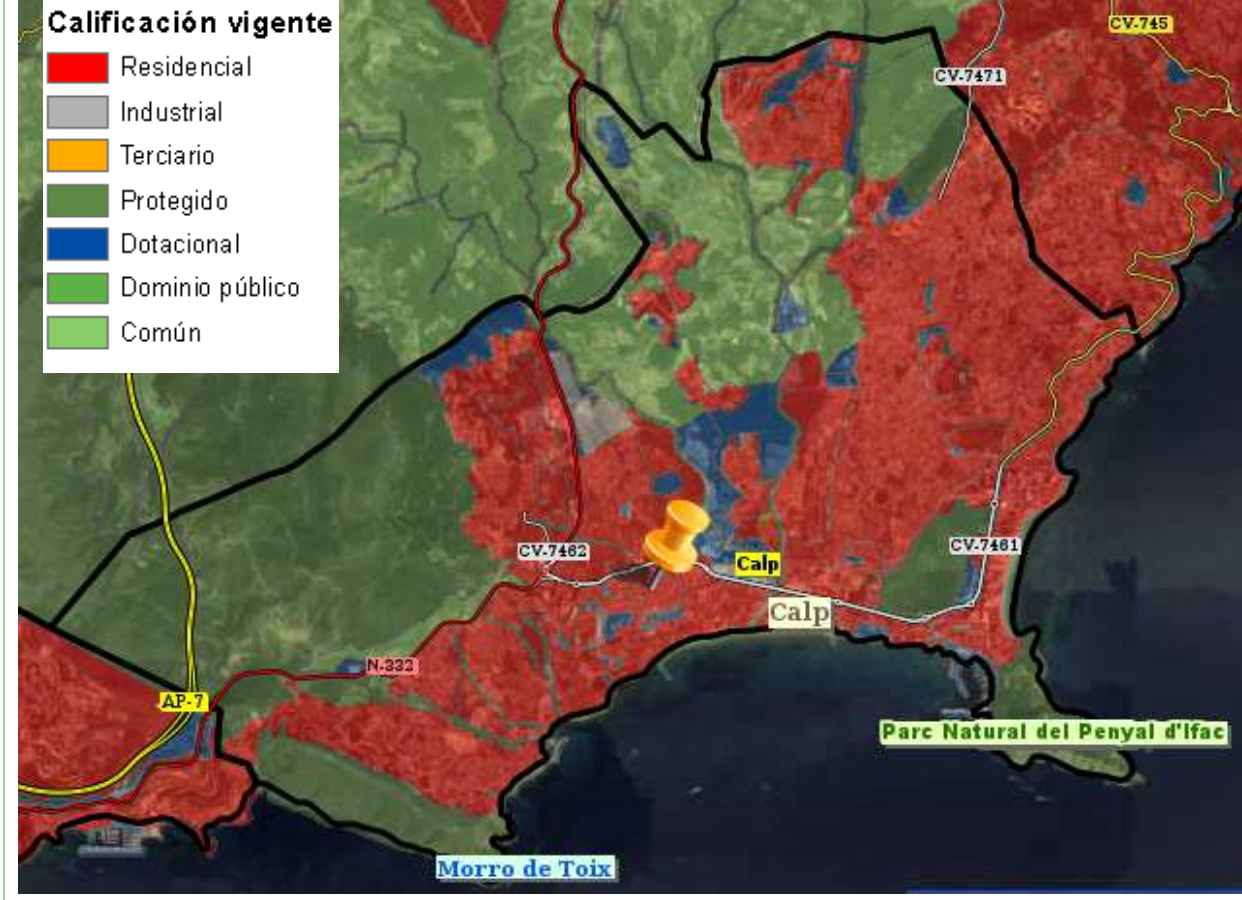 Calificación vigente
Residencial
Industrial
Terciario
Protegido
Dotacional
Dominio público
Común
CV-745
CV-7471
CV-7462
CV-7461
Calp
Calp
N-332
AP-7
Parc Natural del Penyal d'Ifac
Morro de Toix